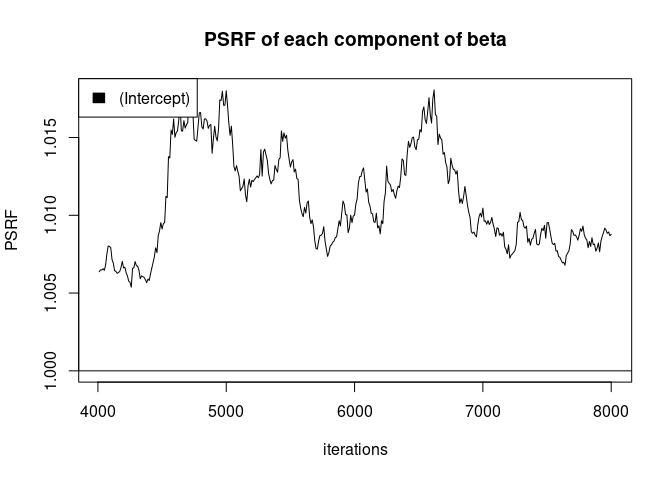 PSRF of each component of beta
(Intercept)
PSRF
1.015
1.010
1.005
1.000
4000 5000 6000 7000 8000
iterations